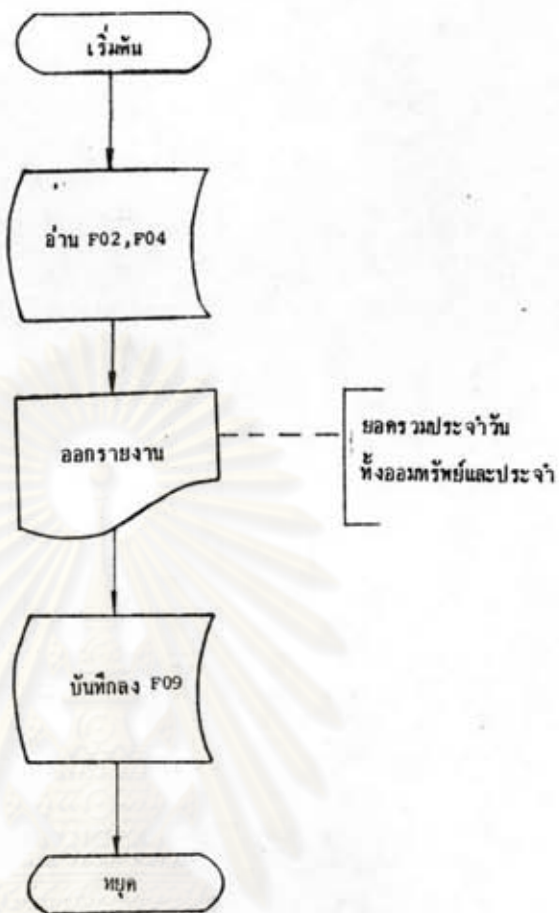 เริ่มต้น
อ่าน F02,F04
ออกรายงาน
ยอดรวมประจำวัน
ทั้งออมทรัพย์และประจำ
บันทึกลง F09
หยุด